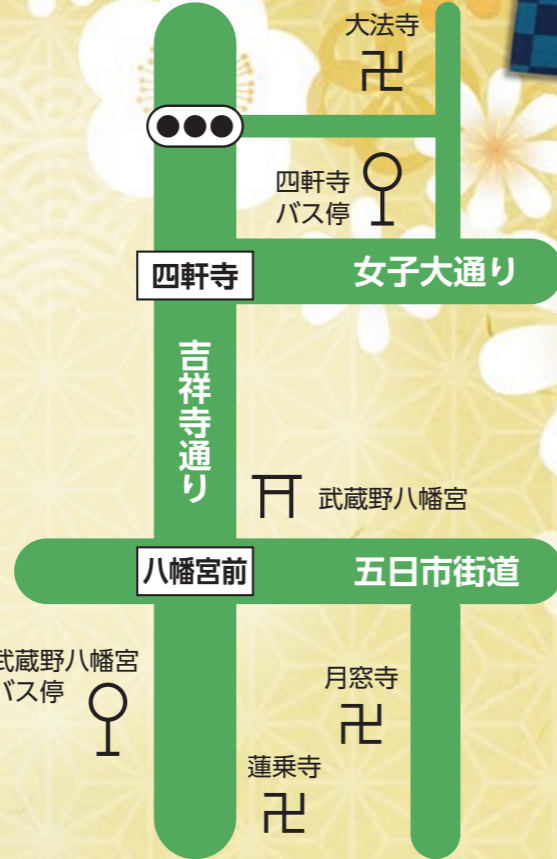 大法寺
四軒寺
バス停
四軒寺
女子大通り
吉祥寺通り
武蔵野八幡宮
八幡宮前
五日市街道
武蔵野八幡宮
バス停
月窓寺
蓮乗寺